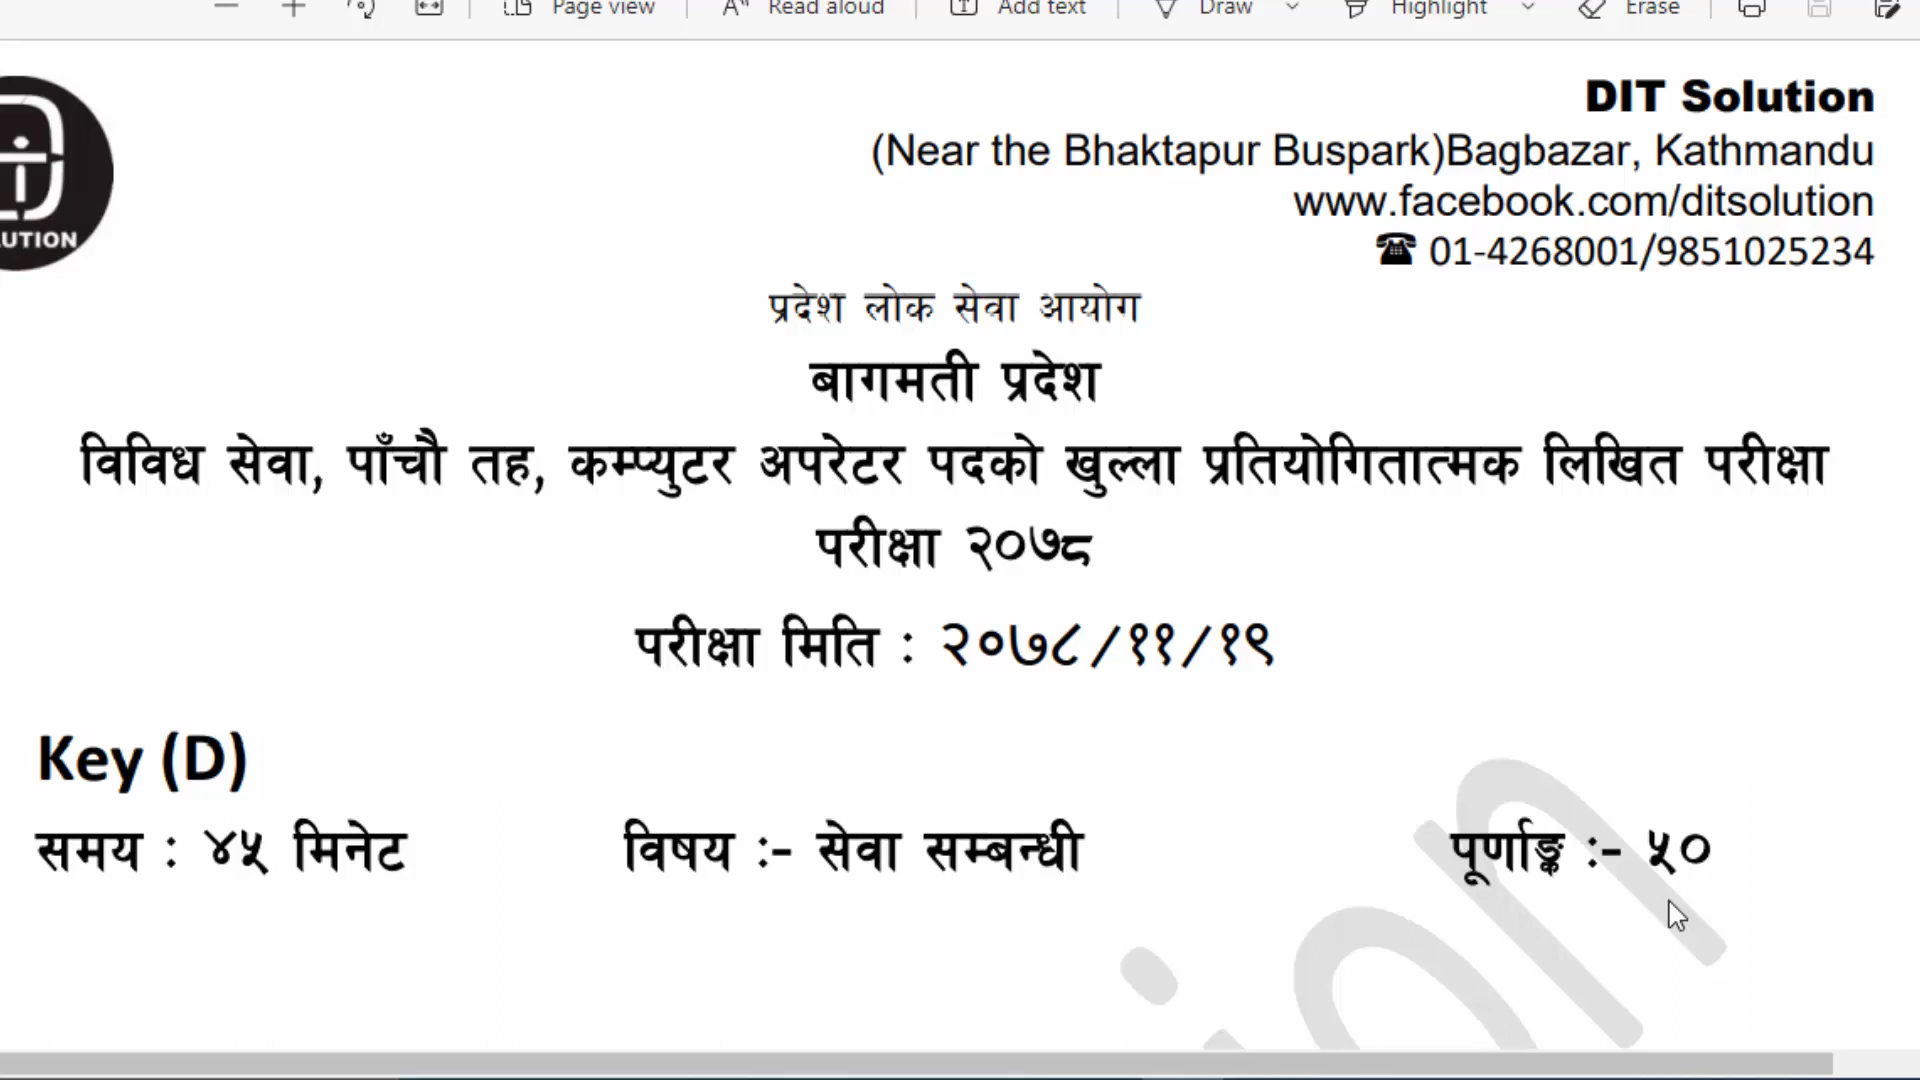 Page view
Read aloud
Add text
Draw
Highlight
Erase
UTION
DIT Solution
(Near the Bhaktapur Buspark)Bagbazar, Kathmandu
www.facebook.com/ditsolution
☎ 01-4268001/9851025234
प्रदेश लोक सेवा आयोग
बागमती प्रदेश
विविध सेवा, पाँचौ तह, कम्प्युटर अपरेटर पदको खुल्ला प्रतियोगितात्मक लिखित परीक्षा
परीक्षा २०७८
परीक्षा मिति : २०७८/११/१९
Key (D)
समय : ४५ मिनेट विषय :- सेवा सम्बन्धी पूर्णाङ्क :- ५०
ion